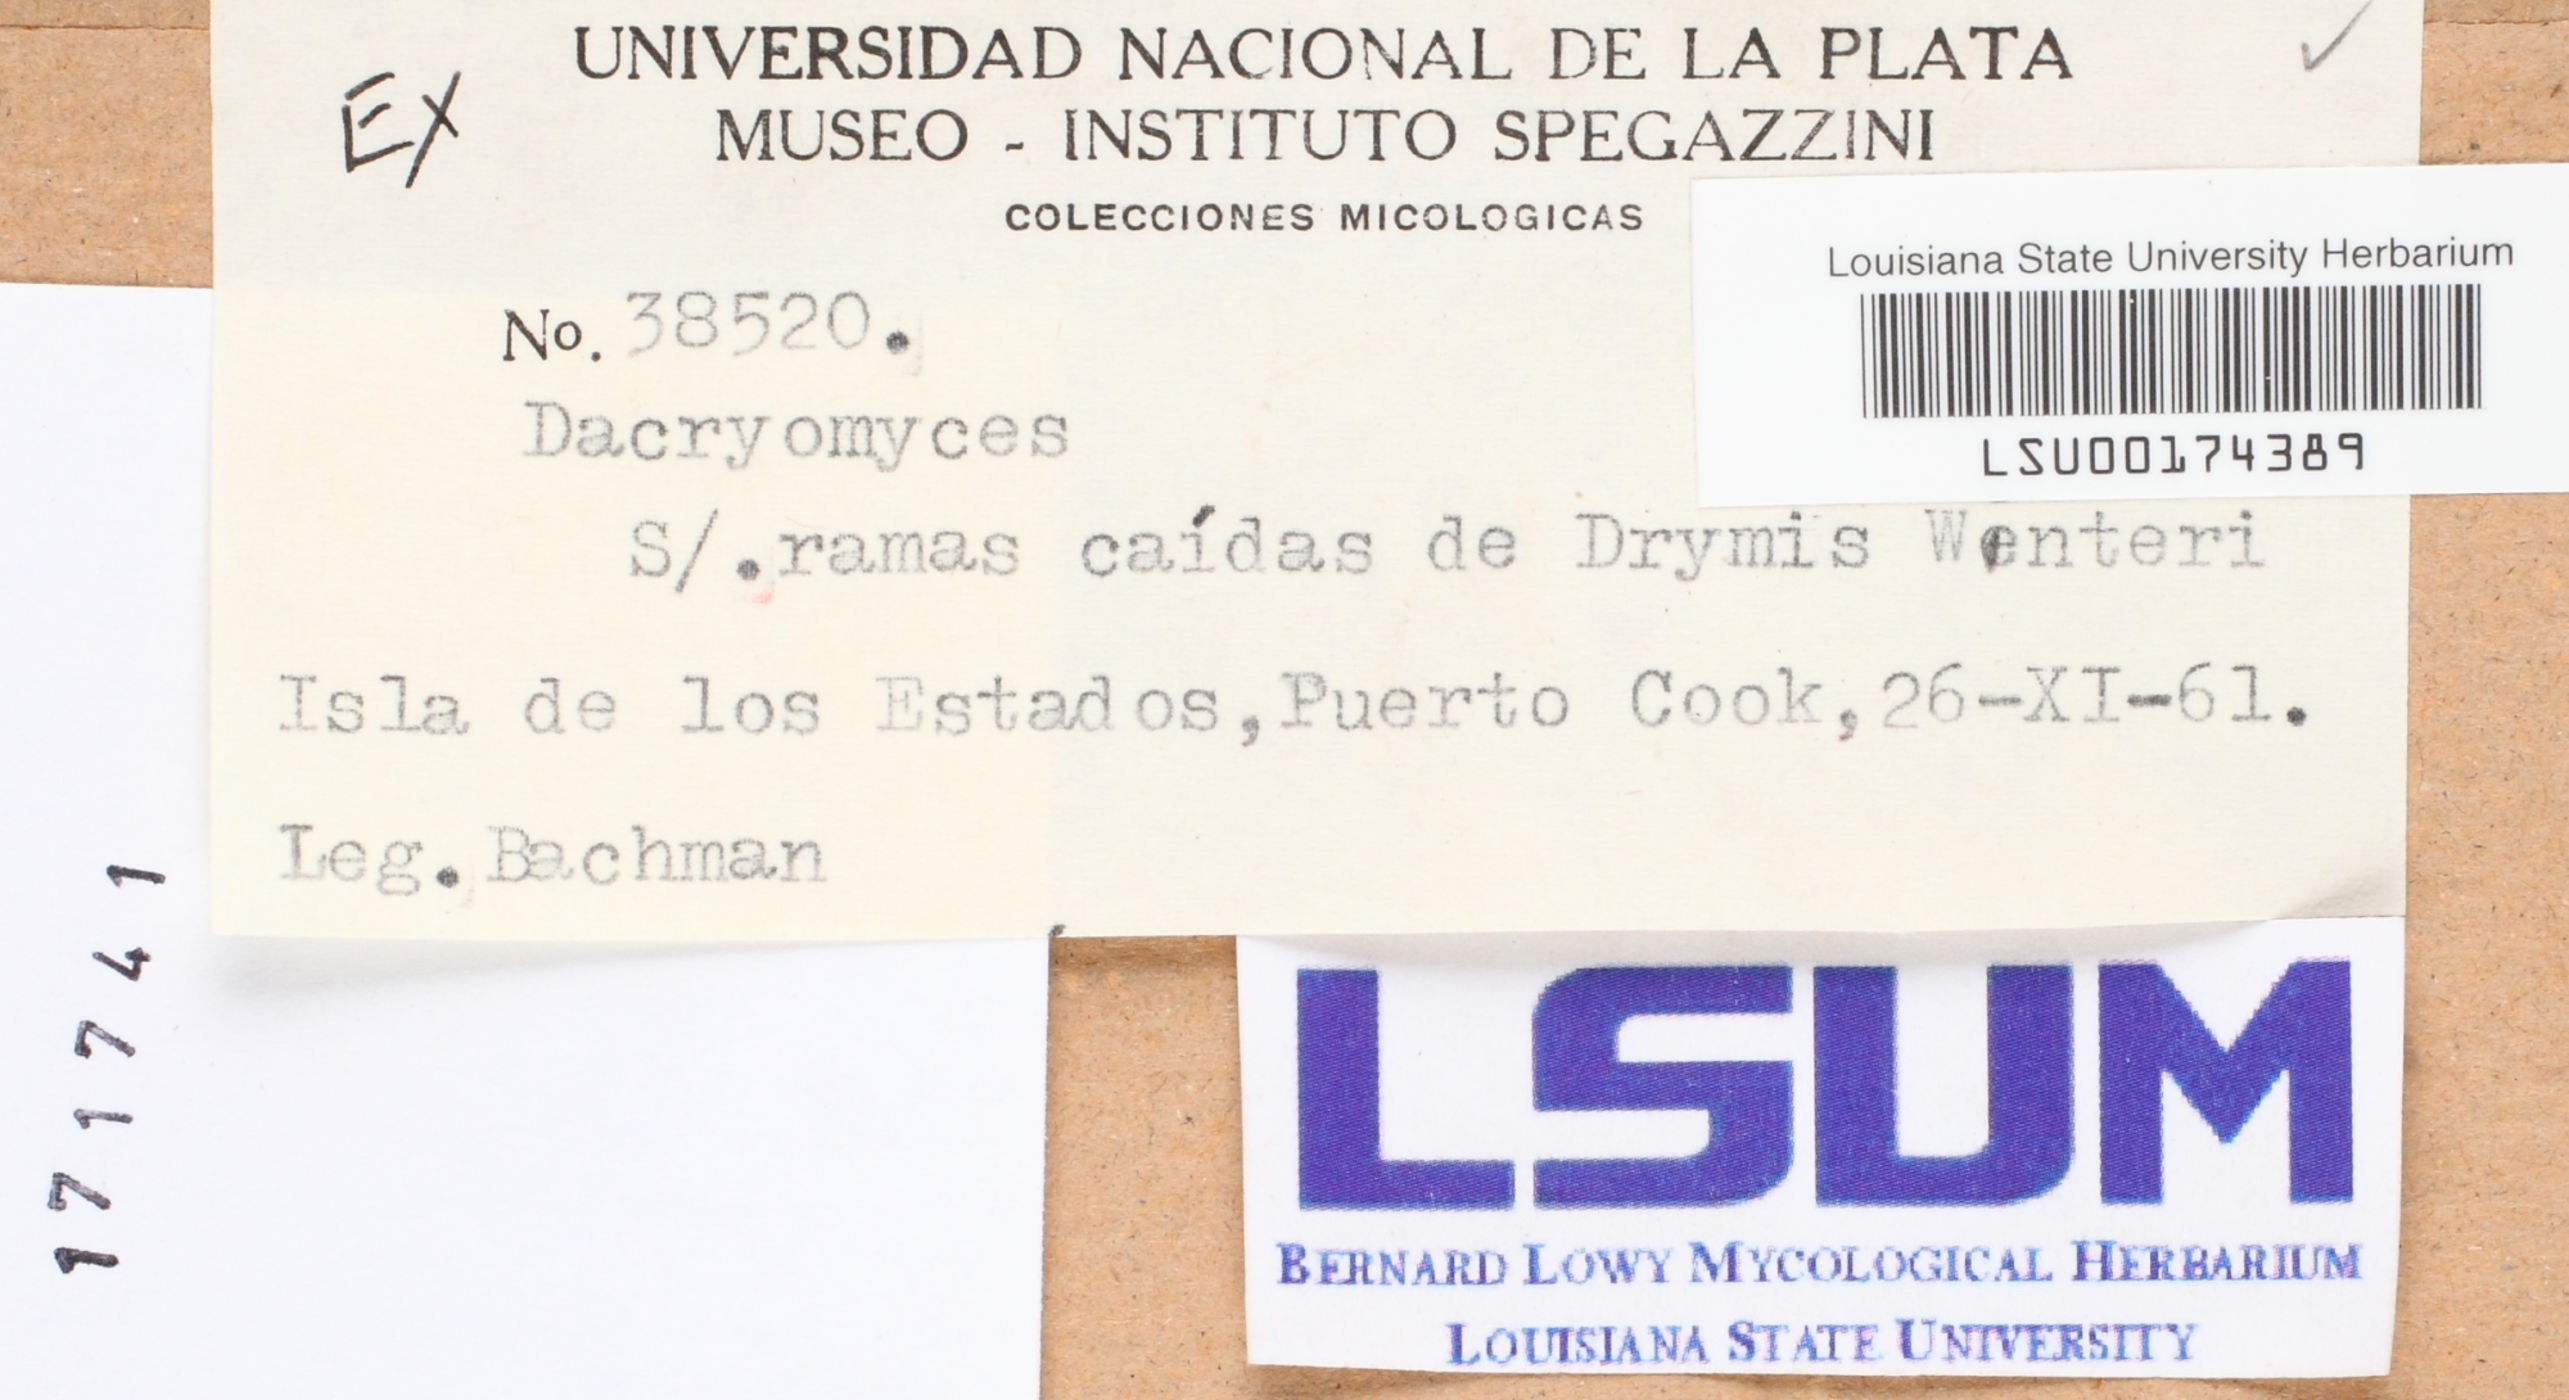 UNIVERSIDAD NACIONAL DE LA PLATA
Ex
MUSEO - INSTITUTO SPEGAZZINI
COLECCIONES MICOLOGICAS
Louisiana State University Herbarium
LSU00174389
No. 38520.
Dacryomyces
S/.ramas caídas de Drymis Winteri
Isla de los Estados,Puerto Cook,26-XI-61.
Leg.Bachman
171741
LSUM
BERNARD LOWY MYCOLOGICAL HERBARIUM
LOUISIANA STATE UNIVERSITY